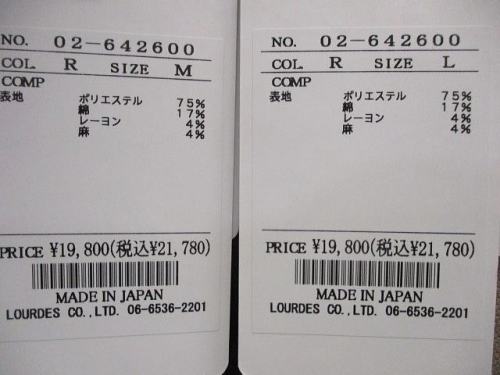 NO. 02-642600
COL. R SIZE M
COMP
表地 ポリエステル 75%
綿 17%
レーヨン 4%
麻 4%
PRICE ¥19,800(税込¥21,780)
MADE IN JAPAN
LOURDES CO.,LTD. 06-6536-2201
NO. 02-642600
COL. R SIZE L
COMP
表地 ポリエステル 75%
綿 17%
レーヨン 4%
麻 4%
PRICE ¥19,800(税込¥21,780)
MADE IN JAPAN
LOURDES CO.,LTD. 06-6536-2201